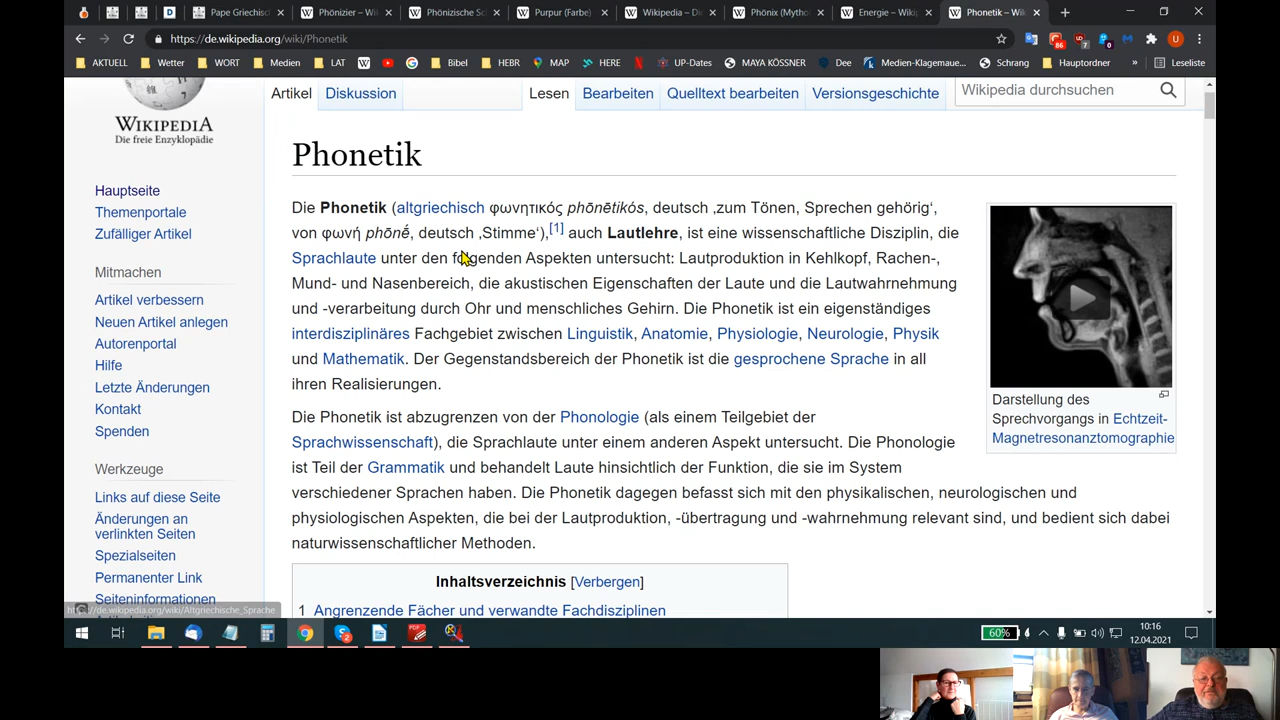 Pape Griechisc
Phönizier – Wi
Phönizische Sc
Purpur (Farbe)
Wikipedia – Di
Phönix (Mytho
Energie – Wiki
Phonetik – Wik
https://de.wikipedia.org/wiki/Phonetik
86
7
0
U
AKTUELL
Wetter
WORT
Medien
LAT
Bibel
HEBR
MAP
HERE
UP-Dates
MAYA KÖSSNER
Dee
Medien-Klagemaue...
Schrang
Hauptordner
»
Leseliste
WIKIPEDIA
Die freie Enzyklopädie
Artikel
Diskussion
Lesen
Bearbeiten
Quelltext bearbeiten
Versionsgeschichte
Wikipedia durchsuchen
Hauptseite
Themenportale
Zufälliger Artikel
Mitmachen
Artikel verbessern
Neuen Artikel anlegen
Autorenportal
Hilfe
Letzte Änderungen
Kontakt
Spenden
Werkzeuge
Links auf diese Seite
Änderungen an
verlinkten Seiten
Spezialseiten
Permanenter Link
Seiteninformationen
https://de.wikipedia.org/wiki/Altgriechische_Sprache
Phonetik
Die Phonetik (altgriechisch φωνητικός phōnētikós, deutsch ‚zum Tönen, Sprechen gehörig‘,
von φωνή phōnḗ, deutsch ‚Stimme‘),[1] auch Lautlehre, ist eine wissenschaftliche Disziplin, die
Sprachlaute unter den folgenden Aspekten untersucht: Lautproduktion in Kehlkopf, Rachen-,
Mund- und Nasenbereich, die akustischen Eigenschaften der Laute und die Lautwahrnehmung
und -verarbeitung durch Ohr und menschliches Gehirn. Die Phonetik ist ein eigenständiges
interdisziplinäres Fachgebiet zwischen Linguistik, Anatomie, Physiologie, Neurologie, Physik
und Mathematik. Der Gegenstandsbereich der Phonetik ist die gesprochene Sprache in all
ihren Realisierungen.
Die Phonetik ist abzugrenzen von der Phonologie (als einem Teilgebiet der
Sprachwissenschaft), die Sprachlaute unter einem anderen Aspekt untersucht. Die Phonologie
ist Teil der Grammatik und behandelt Laute hinsichtlich der Funktion, die sie im System
verschiedener Sprachen haben. Die Phonetik dagegen befasst sich mit den physikalischen, neurologischen und
physiologischen Aspekten, die bei der Lautproduktion, -übertragung und -wahrnehmung relevant sind, und bedient sich dabei
naturwissenschaftlicher Methoden.
Darstellung des
Sprechvorgangs in Echtzeit-
Magnetresonanztomographie
Inhaltsverzeichnis [Verbergen]
1 Angrenzende Fächer und verwandte Fachdisziplinen
60%
10:16
12.04.2021